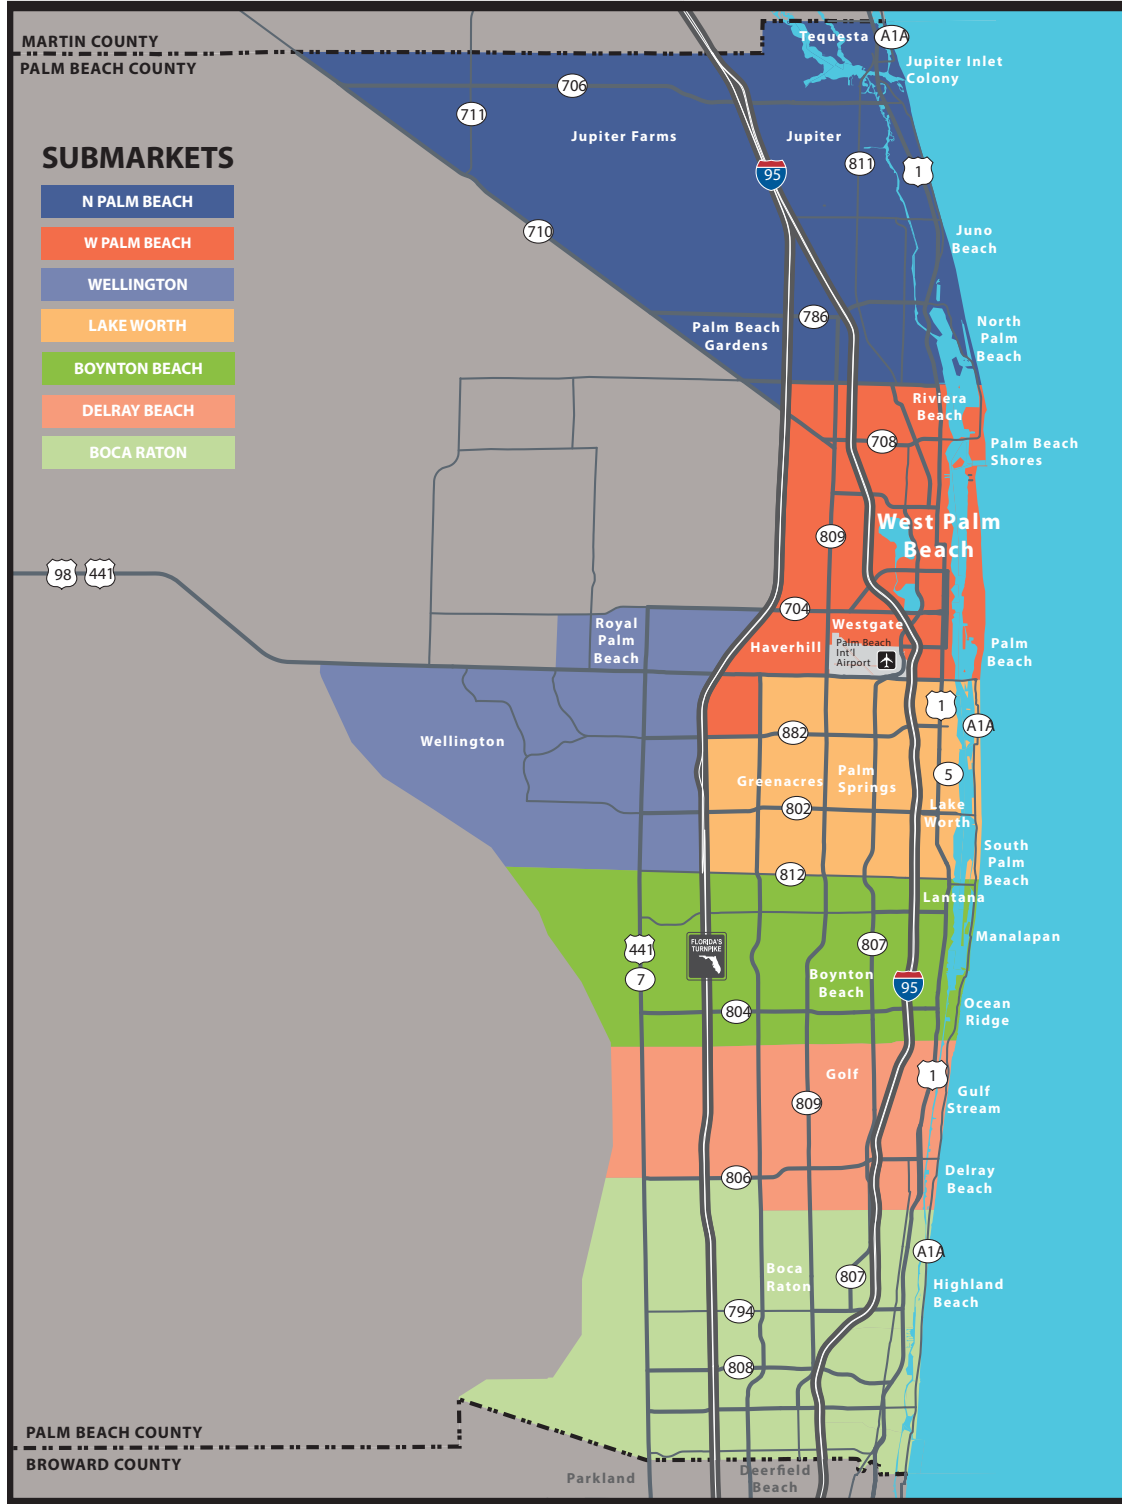 MARTIN COUNTY
PALM BEACH COUNTY
Tequesta
A1A
Jupiter Inlet
Colony
706
711
Jupiter Farms
Jupiter
811
1
95
SUBMARKETS
N PALM BEACH
W PALM BEACH
WELLINGTON
LAKE WORTH
BOYNTON BEACH
DELRAY BEACH
BOCA RATON
710
Juno
Beach
786
Palm Beach
Gardens
North
Palm
Beach
Riviera
Beach
708
Palm Beach
Shores
West Palm
Beach
809
98
441
704
Royal
Palm
Beach
Westgate
Haverhill
Palm Beach
Int'l
Airport
Palm
Beach
1
A1A
882
Wellington
5
Greenacres
Palm
Springs
802
Lake
Worth
South
Palm
Beach
812
Lantana
Manalapan
441
7
FLORIDA'S
TURNPIKE
807
Boynton
Beach
95
804
Ocean
Ridge
Golf
1
809
Gulf
Stream
806
Delray
Beach
A1A
Boca
Raton
807
Highland
Beach
794
808
PALM BEACH COUNTY
BROWARD COUNTY
Parkland
Deerfield
Beach